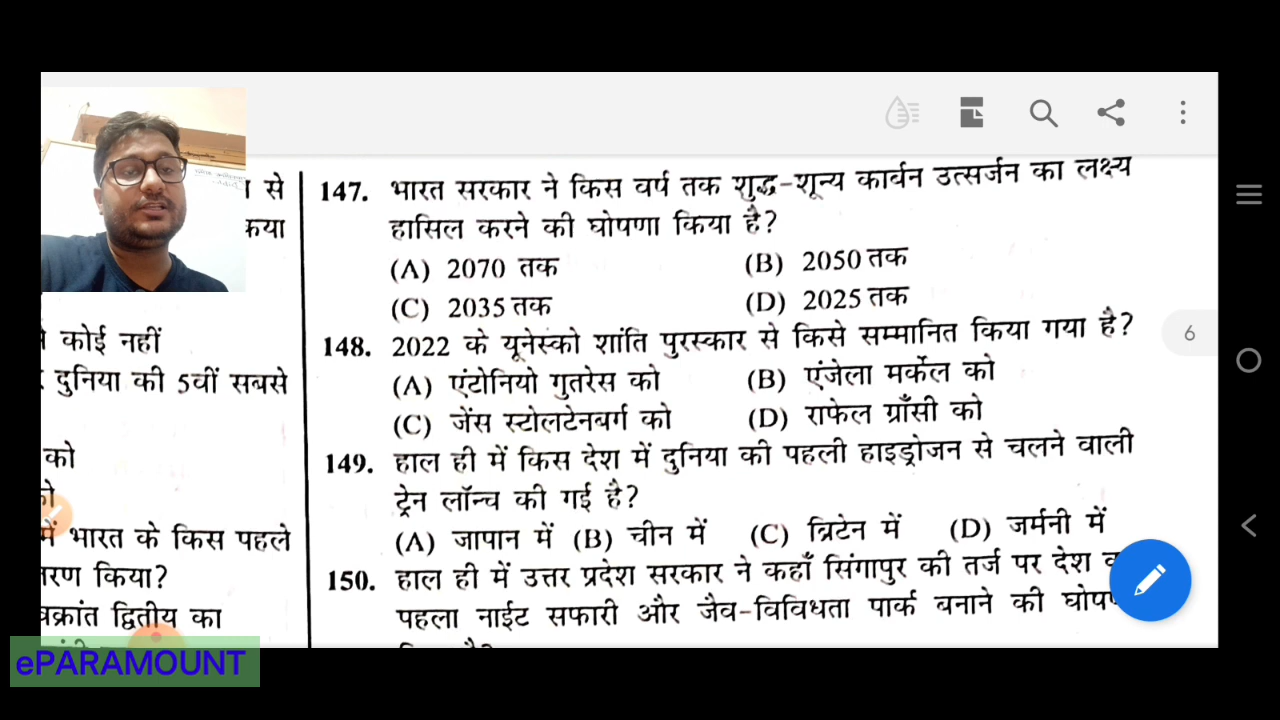 से
कया
कोई नहीं
दुनिया की 5वीं सबसे
को
में भारत के किस पहले
तरण किया?
वक्रांत द्वितीय का
147. भारत सरकार ने किस वर्ष तक शुद्ध-शून्य कार्बन उत्सर्जन का लक्ष्य
हासिल करने की घोषणा किया है?
(A) 2070 तक (B) 2050 तक
(C) 2035 तक (D) 2025 तक
148. 2022 के यूनेस्को शांति पुरस्कार से किसे सम्मानित किया गया है?
(A) एंटोनियो गुतरेस को (B) एंजेला मर्केल को
(C) जेंस स्टोलटेनबर्ग को (D) राफेल ग्राँसी को
149. हाल ही में किस देश में दुनिया की पहली हाइड्रोजन से चलने वाली
ट्रेन लॉन्च की गई है?
(A) जापान में (B) चीन में (C) ब्रिटेन में (D) जर्मनी में
150. हाल ही में उत्तर प्रदेश सरकार ने कहाँ सिंगापुर की तर्ज पर देश
पहला नाईट सफारी और जैव-विविधता पार्क बनाने की
6
ePARAMOUNT